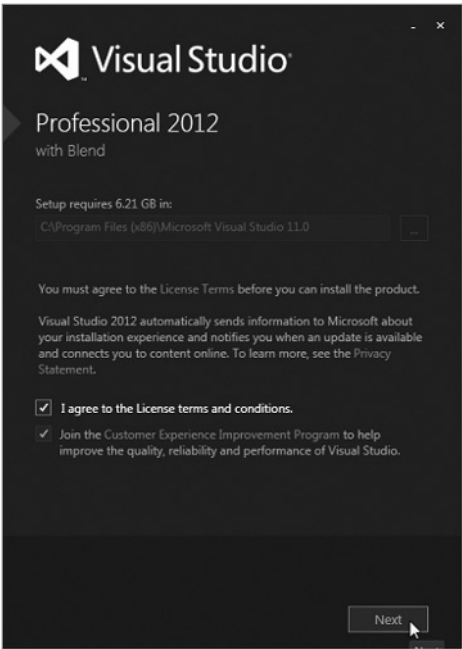 Visual Studio
Professional 2012
with Blend
Setup requires 6.21 GB in:
C:\Program Files (x86)\Microsoft Visual Studio 11.0
...
You must agree to the License Terms before you can install the product.
Visual Studio 2012 automatically sends information to Microsoft about
your installation experience and notifies you when an update is available
and connects you to content online. To learn more, see the Privacy
Statement.
I agree to the License terms and conditions.
Join the Customer Experience Improvement Program to help
improve the quality, reliability and performance of Visual Studio.
Next